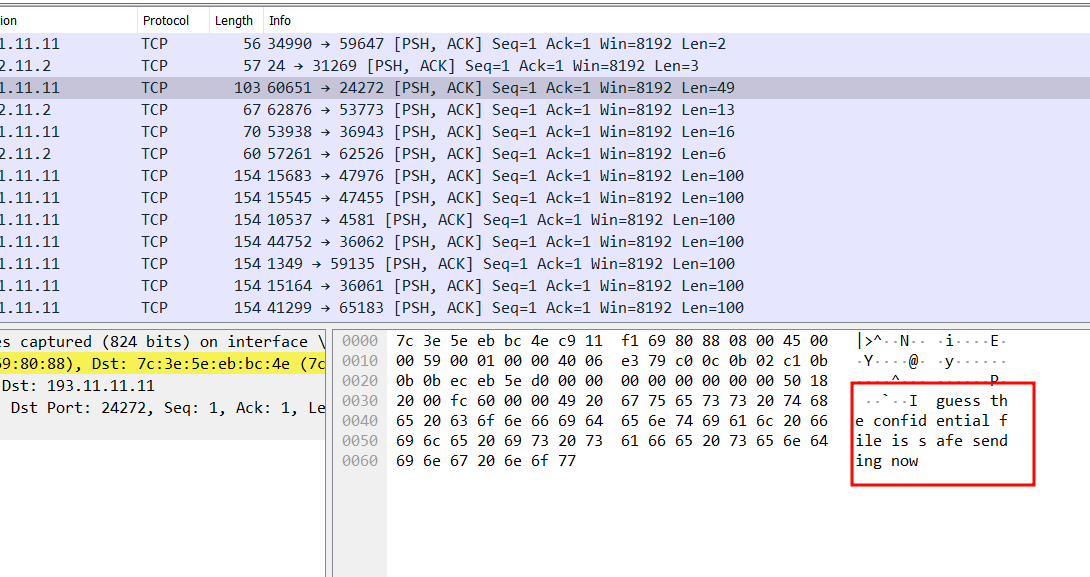 ion Protocol Length Info
1.11.11 TCP 56 34990 → 59647 [PSH, ACK] Seq=1 Ack=1 Win=8192 Len=2
2.11.2 TCP 57 24 → 31269 [PSH, ACK] Seq=1 Ack=1 Win=8192 Len=3
1.11.11 TCP 103 60651 → 24272 [PSH, ACK] Seq=1 Ack=1 Win=8192 Len=49
2.11.2 TCP 67 62876 → 53773 [PSH, ACK] Seq=1 Ack=1 Win=8192 Len=13
1.11.11 TCP 70 53938 → 36943 [PSH, ACK] Seq=1 Ack=1 Win=8192 Len=16
2.11.2 TCP 60 57261 → 62526 [PSH, ACK] Seq=1 Ack=1 Win=8192 Len=6
1.11.11 TCP 154 15683 → 47976 [PSH, ACK] Seq=1 Ack=1 Win=8192 Len=100
1.11.11 TCP 154 15545 → 47455 [PSH, ACK] Seq=1 Ack=1 Win=8192 Len=100
1.11.11 TCP 154 10537 → 4581 [PSH, ACK] Seq=1 Ack=1 Win=8192 Len=100
1.11.11 TCP 154 44752 → 36062 [PSH, ACK] Seq=1 Ack=1 Win=8192 Len=100
1.11.11 TCP 154 1349 → 59135 [PSH, ACK] Seq=1 Ack=1 Win=8192 Len=100
1.11.11 TCP 154 15164 → 36061 [PSH, ACK] Seq=1 Ack=1 Win=8192 Len=100
1.11.11 TCP 154 41299 → 65183 [PSH, ACK] Seq=1 Ack=1 Win=8192 Len=100
es captured (824 bits) on interface \
69:80:88), Dst: 7c:3e:5e:eb:bc:4e (7c
Dst: 193.11.11.11
Dst Port: 24272, Seq: 1, Ack: 1, Le
0000 7c 3e 5e eb bc 4e c9 11 f1 69 80 88 08 00 45 00 |>^··N·· ·i····E·
0010 00 59 00 01 00 00 40 06 e3 79 c0 0c 0b 02 c1 0b ·Y····@· ·y······
0020 0b 0b ec eb 5e d0 00 00 00 00 00 00 00 00 50 18 ····^··· ······P·
0030 20 00 fc 60 00 00 49 20 67 75 65 73 73 20 74 68 ··`··I guess th
0040 65 20 63 6f 6e 66 69 64 65 6e 74 69 61 6c 20 66 e confid ential f
0050 69 6c 65 20 69 73 20 73 61 66 65 20 73 65 6e 64 ile is s afe send
0060 69 6e 67 20 6e 6f 77 ing now